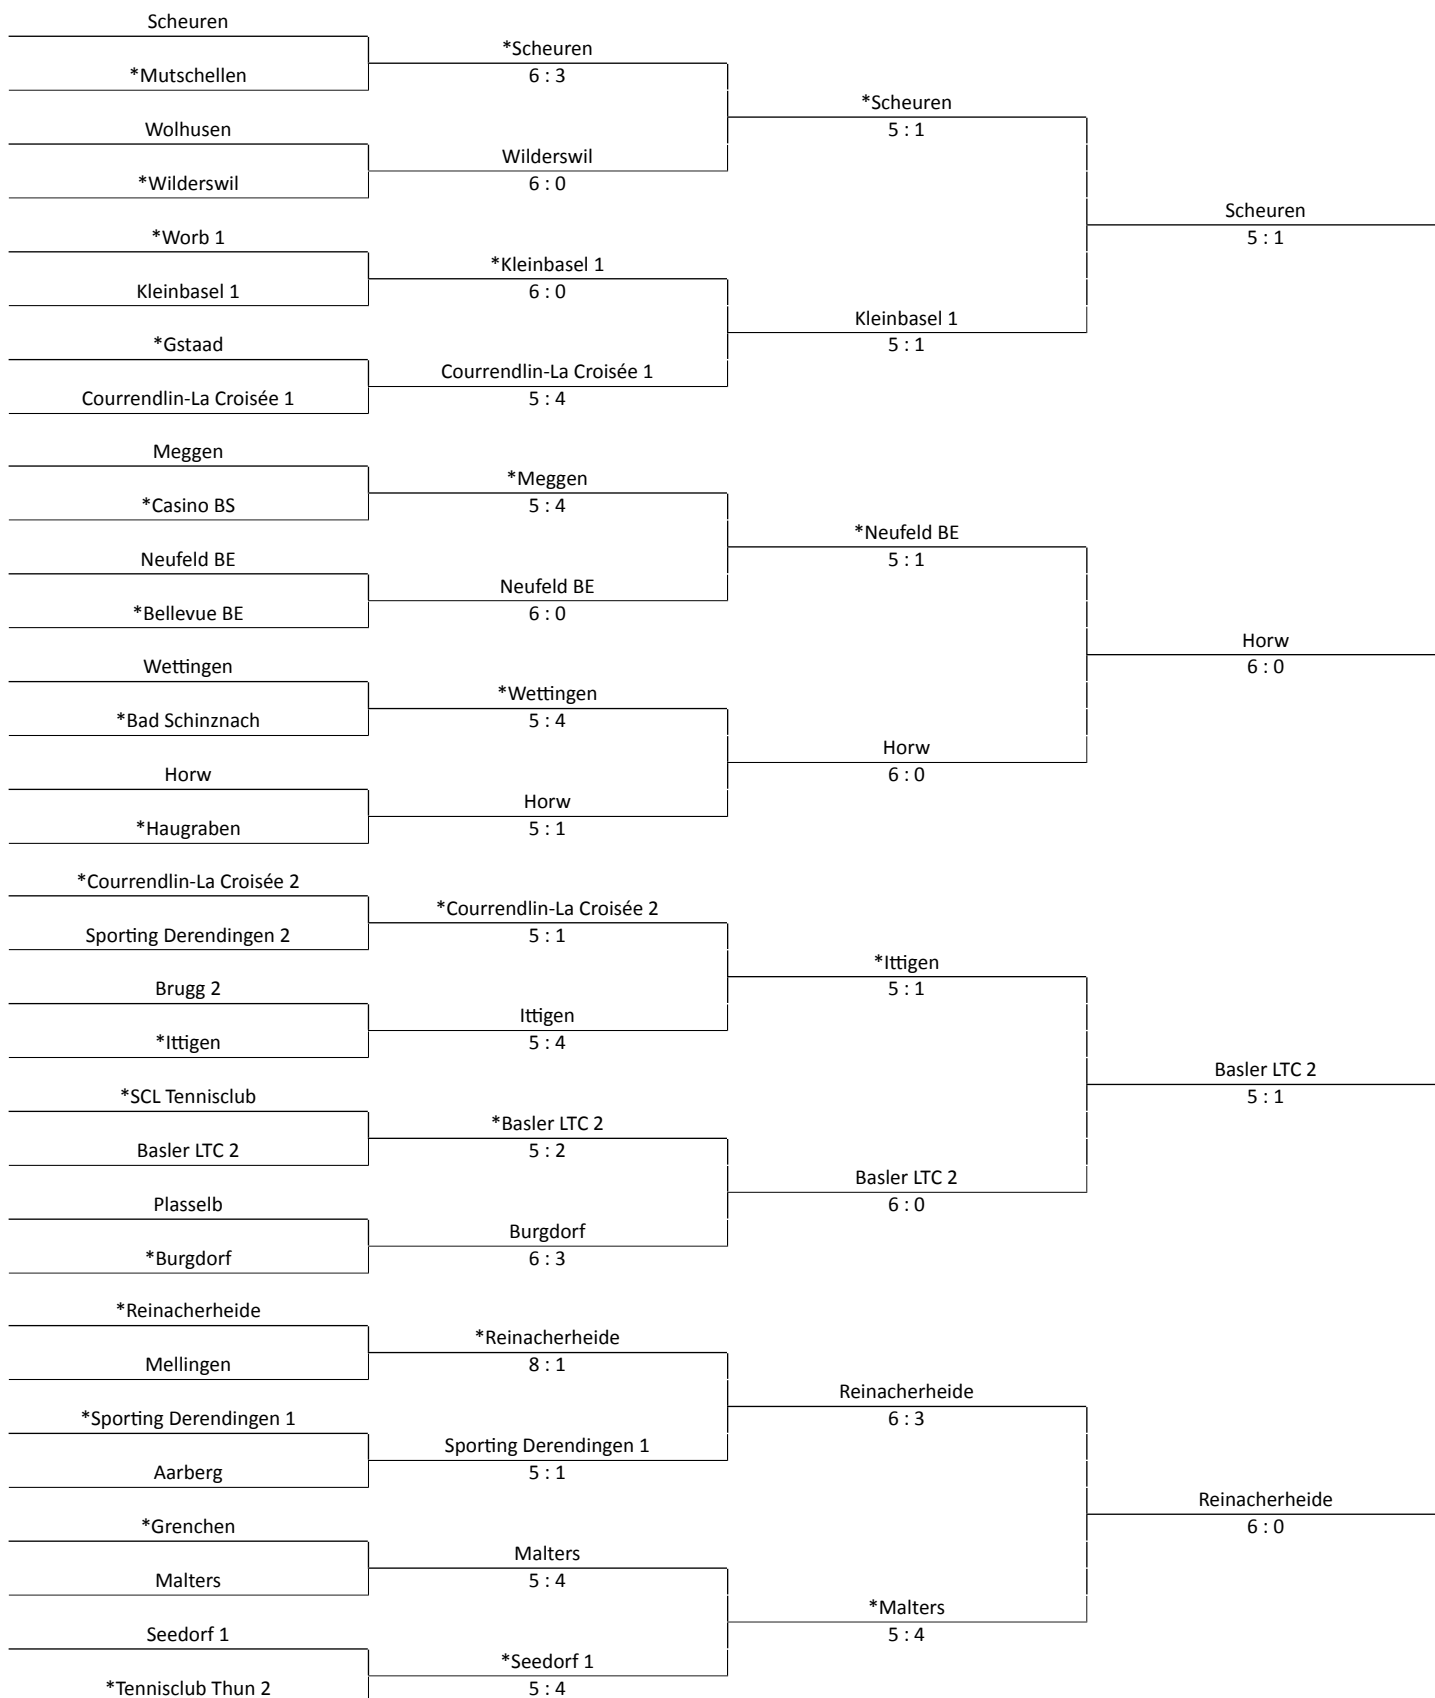 Scheuren
*Mutschellen
Wolhusen
*Wilderswil
*Worb 1
Kleinbasel 1
*Gstaad
Courrendlin-La Croisée 1
Meggen
*Casino BS
Neufeld BE
*Bellevue BE
Wettingen
*Bad Schinznach
Horw
*Haugraben
*Courrendlin-La Croisée 2
Sporting Derendingen 2
Brugg 2
*Ittigen
*SCL Tennisclub
Basler LTC 2
Plasselb
*Burgdorf
*Reinacherheide
Mellingen
*Sporting Derendingen 1
Aarberg
*Grenchen
Malters
Seedorf 1
*Tennisclub Thun 2
*Scheuren
6 : 3
Wilderswil
6 : 0
*Kleinbasel 1
6 : 0
Courrendlin-La Croisée 1
5 : 4
*Meggen
5 : 4
Neufeld BE
6 : 0
*Wettingen
5 : 4
Horw
5 : 1
*Courrendlin-La Croisée 2
5 : 1
Ittigen
5 : 4
*Basler LTC 2
5 : 2
Burgdorf
6 : 3
*Reinacherheide
8 : 1
Sporting Derendingen 1
5 : 1
Malters
5 : 4
*Seedorf 1
5 : 4
*Scheuren
5 : 1
Kleinbasel 1
5 : 1
*Neufeld BE
5 : 1
Horw
6 : 0
*Ittigen
5 : 1
Basler LTC 2
6 : 0
Reinacherheide
6 : 3
*Malters
5 : 4
Scheuren
5 : 1
Horw
6 : 0
Basler LTC 2
5 : 1
Reinacherheide
6 : 0